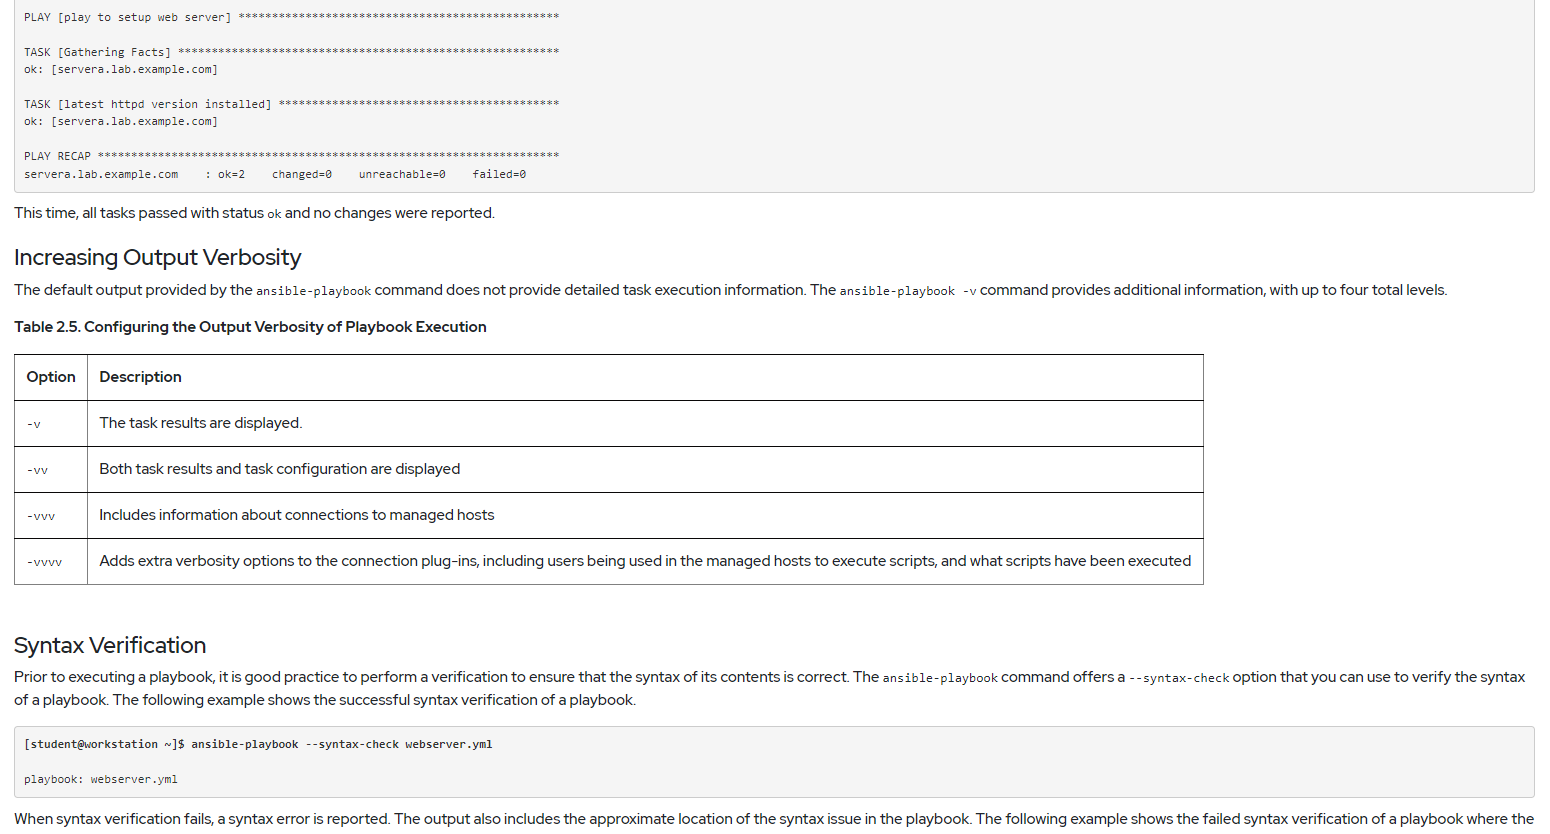 PLAY [play to setup web server] ************************************************
TASK [Gathering Facts] *********************************************************
ok: [servera.lab.example.com]
TASK [latest httpd version installed] ******************************************
ok: [servera.lab.example.com]
PLAY RECAP *********************************************************************
servera.lab.example.com    : ok=2    changed=0    unreachable=0    failed=0
This time, all tasks passed with status ok and no changes were reported.
Increasing Output Verbosity
The default output provided by the ansible-playbook command does not provide detailed task execution information. The ansible-playbook -v command provides additional information, with up to four total levels.
Table 2.5. Configuring the Output Verbosity of Playbook Execution
Option Description
-v The task results are displayed.
-vv Both task results and task configuration are displayed
-vvv Includes information about connections to managed hosts
-vvvv Adds extra verbosity options to the connection plug-ins, including users being used in the managed hosts to execute scripts, and what scripts have been executed
Syntax Verification
Prior to executing a playbook, it is good practice to perform a verification to ensure that the syntax of its contents is correct. The ansible-playbook command offers a --syntax-check option that you can use to verify the syntax
of a playbook. The following example shows the successful syntax verification of a playbook.
[student@workstation ~]$ ansible-playbook --syntax-check webserver.yml
playbook: webserver.yml
When syntax verification fails, a syntax error is reported. The output also includes the approximate location of the syntax issue in the playbook. The following example shows the failed syntax verification of a playbook where the